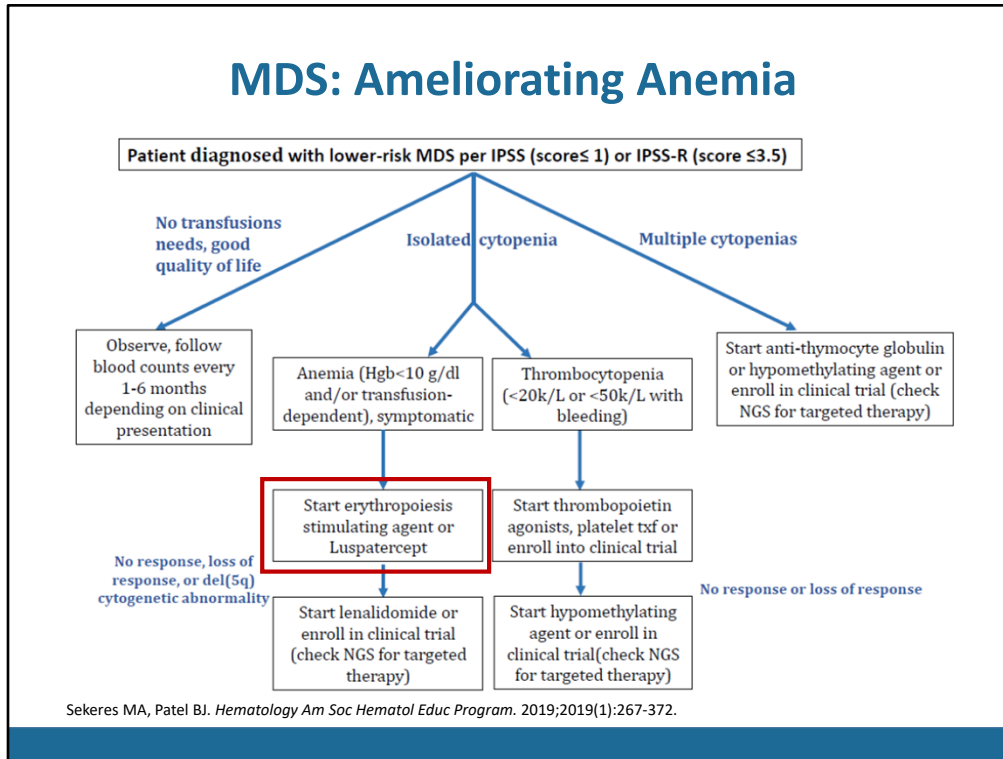 MDS: Ameliorating Anemia
Patient diagnosed with lower-risk MDS per IPSS (score≤ 1) or IPSS-R (score ≤3.5)
No transfusions
needs, good
quality of life
Isolated cytopenia
Multiple cytopenias
Observe, follow
blood counts every
1-6 months
depending on clinical
presentation
Anemia (Hgb<10 g/dl
and/or transfusion-
dependent), symptomatic
Thrombocytopenia
(<20k/L or <50k/L with
bleeding)
Start anti-thymocyte globulin
or hypomethylating agent or
enroll in clinical trial (check
NGS for targeted therapy)
Start erythropoiesis
stimulating agent or
Luspatercept
Start thrombopoietin
agonists, platelet txf or
enroll into clinical trial
No response, loss of
response, or del(5q)
cytogenetic abnormality
No response or loss of response
Start lenalidomide or
enroll in clinical trial
(check NGS for targeted
therapy)
Start hypomethylating
agent or enroll in
clinical trial(check NGS
for targeted therapy)
Sekeres MA, Patel BJ. Hematology Am Soc Hematol Educ Program. 2019;2019(1):267-372.